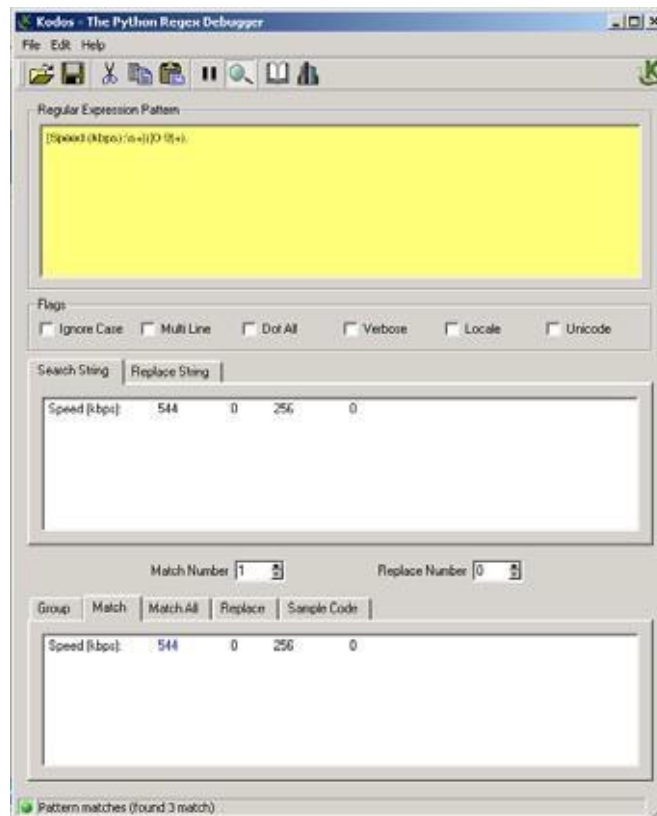 Kodos - The Python Regex Debugger
File Edit Help
Regular Expression Pattern
Flags
Ignore Case Multi Line Dot All Verbose Locale Unicode
Search String Replace String
Speed (kbps): 544 0 256 0
Match Number 1 Replace Number 0
Group Match Match All Replace Sample Code
Speed (kbps): 544 0 256 0
Pattern matches (found 3 match)